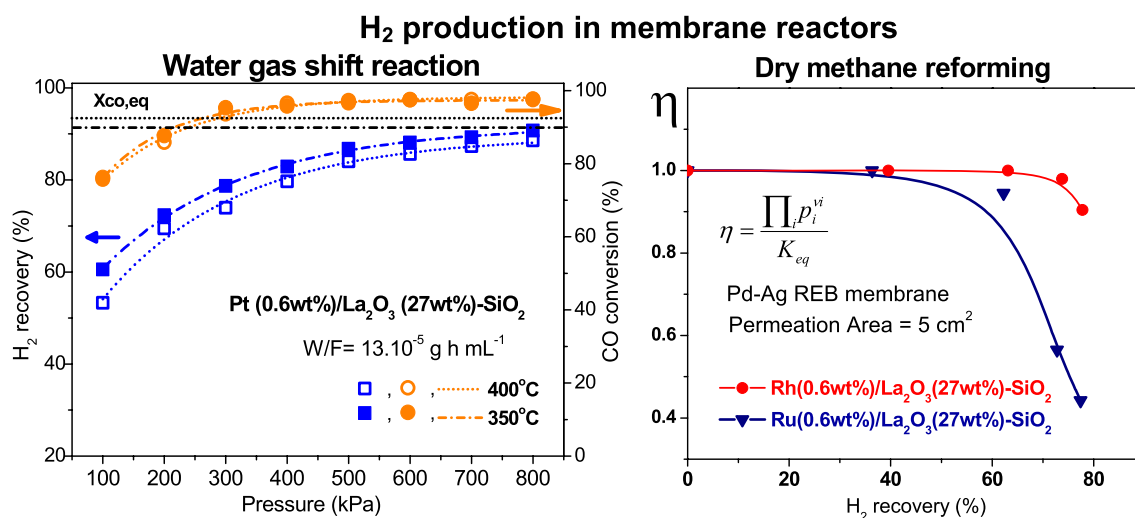 H₂ production in membrane reactors
Water gas shift reaction
100
80
60
40
20
H₂ recovery (%)
Xco,eq
Pt (0.6wt%)/La₂O₃ (27wt%)-SiO₂
W/F= 13.10⁻⁵ g h mL⁻¹
, , 400°C
, , 350°C
100
80
60
40
20
0
CO conversion (%)
100 200 300 400 500 600 700 800
Pressure (kPa)
Dry methane reforming
η
1.0
0.8
0.6
0.4
η = ∏ᵢ pᵢ^vi / K_eq
Pd-Ag REB membrane
Permeation Area = 5 cm²
Rh(0.6wt%)/La₂O₃(27wt%)-SiO₂
Ru(0.6wt%)/La₂O₃(27wt%)-SiO₂
0 20 40 60 80
H₂ recovery (%)